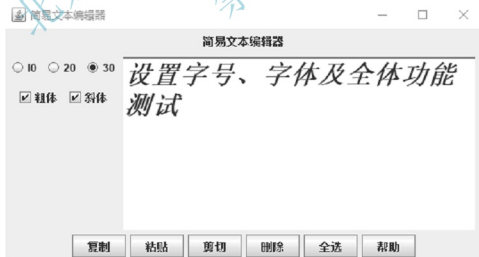 简易文本编辑器
简易文本编辑器
10 20 30
粗体 斜体
设置字号、字体及全体功能
测试
复制 粘贴 剪切 删除 全选 帮助